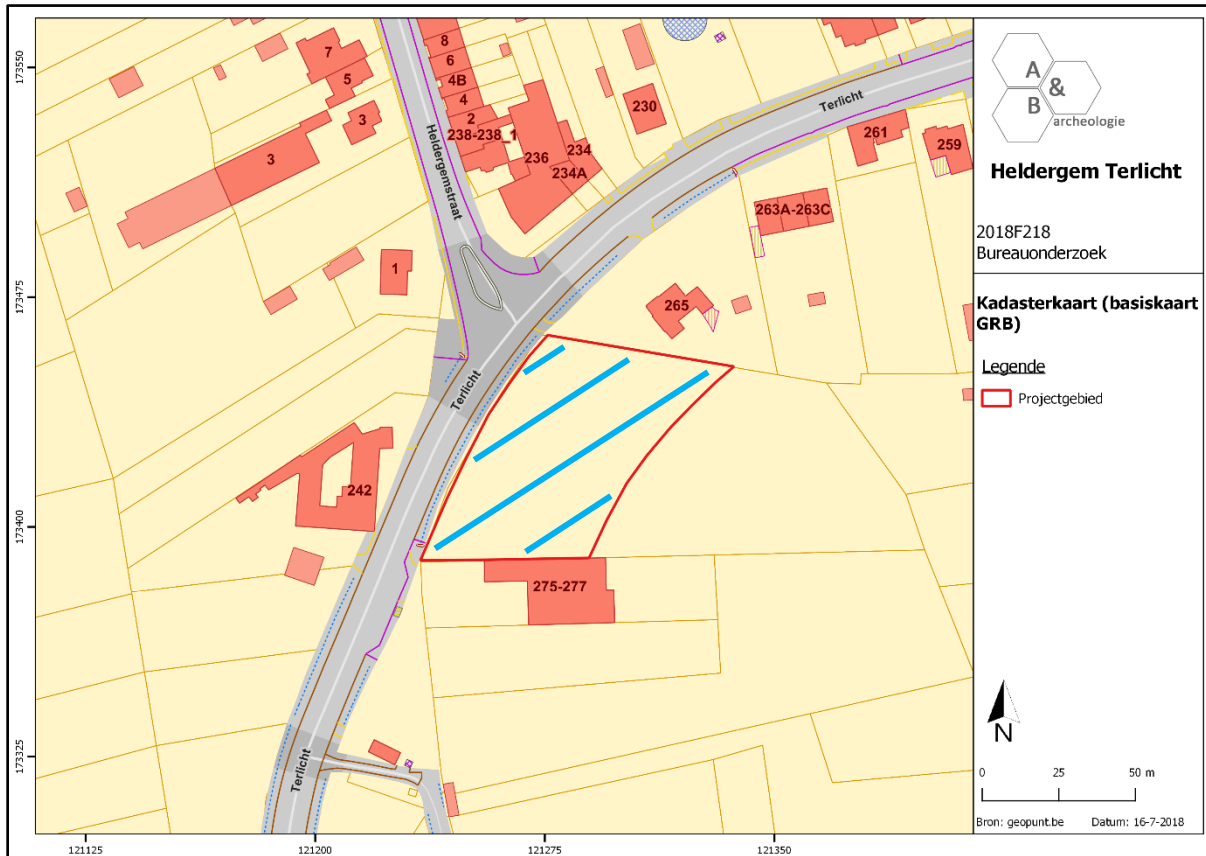 173550
173475
173400
173325
121125
121200
121275
121350
7
5
3
3
8
6
4B
4
2
238-238_1
236
234
234A
230
Terlicht
261
259
263A-263C
265
Heldergemstraat
1
Terlicht
242
275-277
Terlicht
A
&
B
archeologie
Heldergem Terlicht
2018F218
Bureauonderzoek
Kadasterkaart (basiskaart
GRB)
Legende
Projectgebied
N
0 25 50 m
Bron: geopunt.be Datum: 16-7-2018